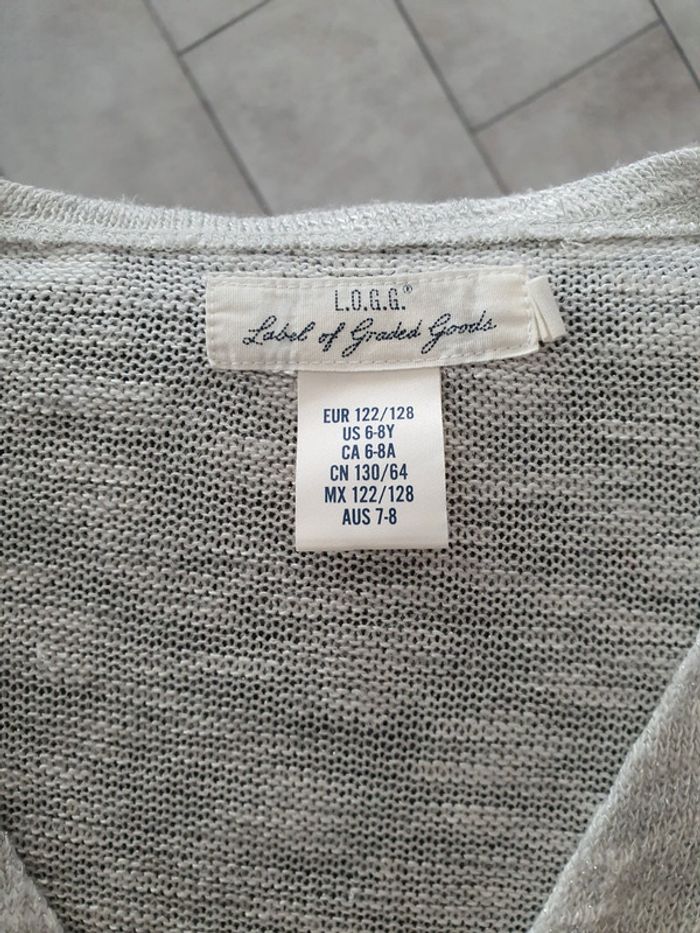 L.O.G.G.®
Label of Graded Goods
EUR 122/128
US 6-8Y
CA 6-8A
CN 130/64
MX 122/128
AUS 7-8